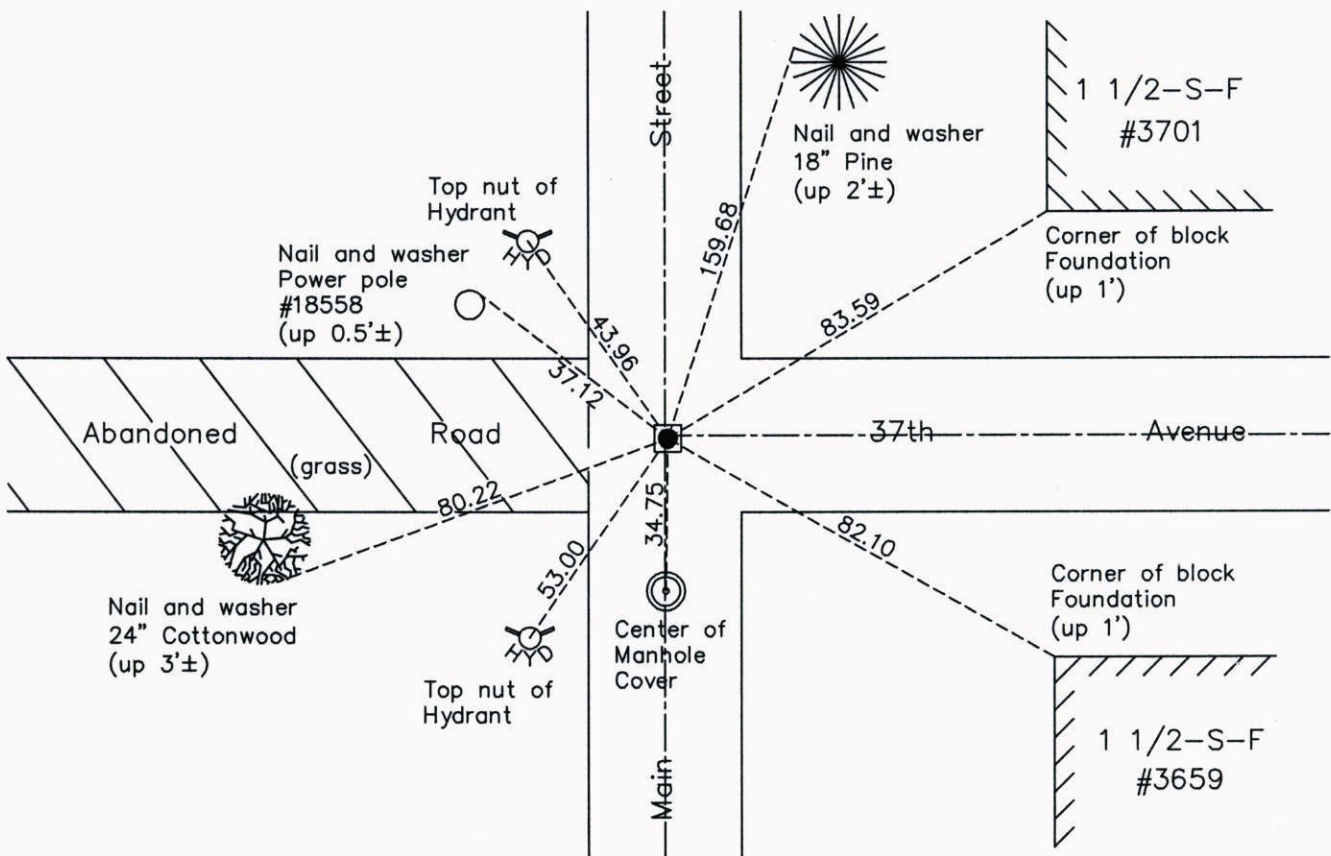 Street
Nail and washer
18" Pine
(up 2'±)
1 1/2-S-F
#3701
Top nut of
Hydrant
HYD
Nail and washer
Power pole
#18558
(up 0.5'±)
Corner of block
Foundation
(up 1')
159.68
83.59
43.96
37.12
Abandoned Road
(grass)
37th Avenue
80.22
34.75
82.10
53.00
Nail and washer
24" Cottonwood
(up 3'±)
HYD
Top nut of
Hydrant
Center of
Manhole
Cover
Corner of block
Foundation
(up 1')
Main
1 1/2-S-F
#3659